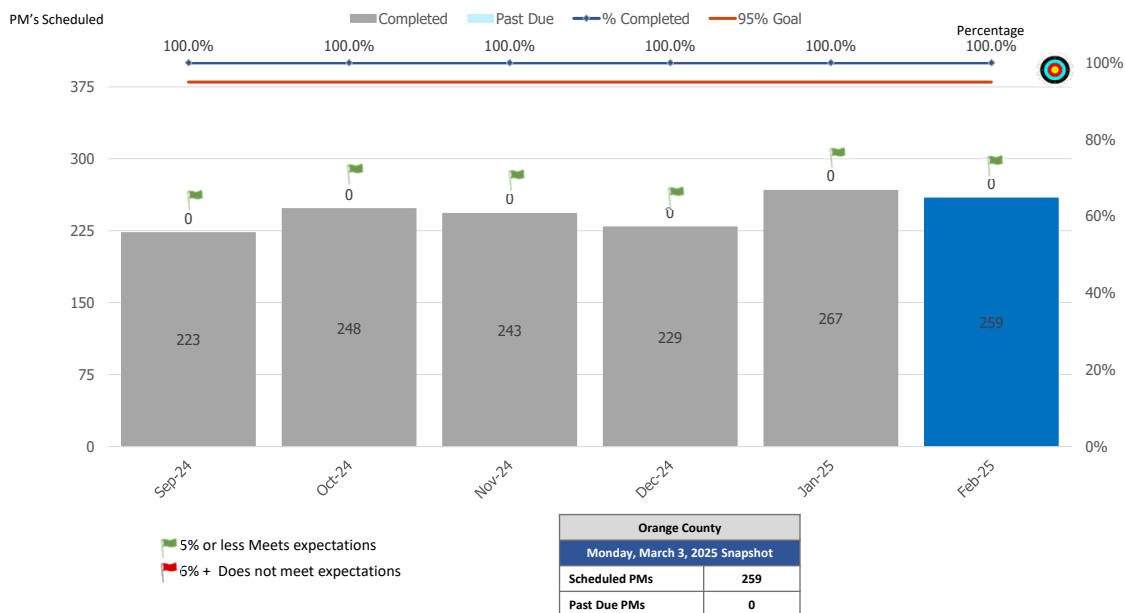 PM's Scheduled
Completed Past Due % Completed 95% Goal
Percentage
100.0% 100.0% 100.0% 100.0% 100.0% 100.0%
100%
375
80%
300
0 0 0 0 0 0
225
60%
150
40%
223 248 243 229 267 259
75
20%
0
0%
Sep-24 Oct-24 Nov-24 Dec-24 Jan-25 Feb-25
5% or less Meets expectations
6% + Does not meet expectations
Orange County
Monday, March 3, 2025 Snapshot
Scheduled PMs 259
Past Due PMs 0